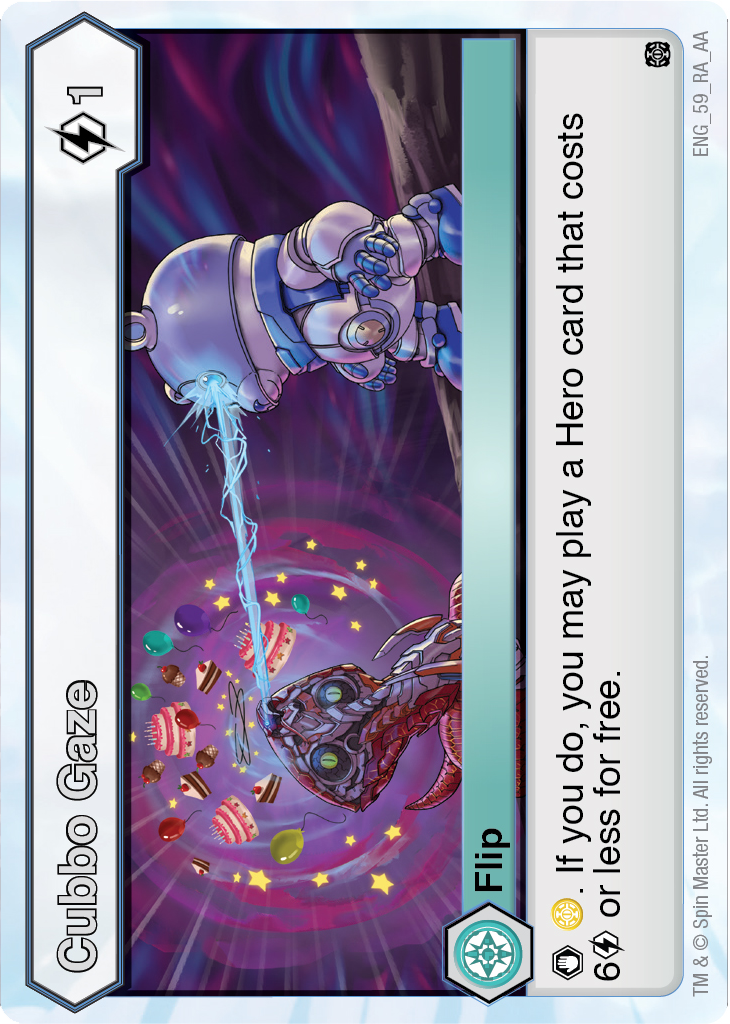 Cubbo Gaze
1
Flip
. If you do, you may play a Hero card that costs
6 or less for free.
TM & © Spin Master Ltd. All rights reserved.
ENG_59_RA_AA